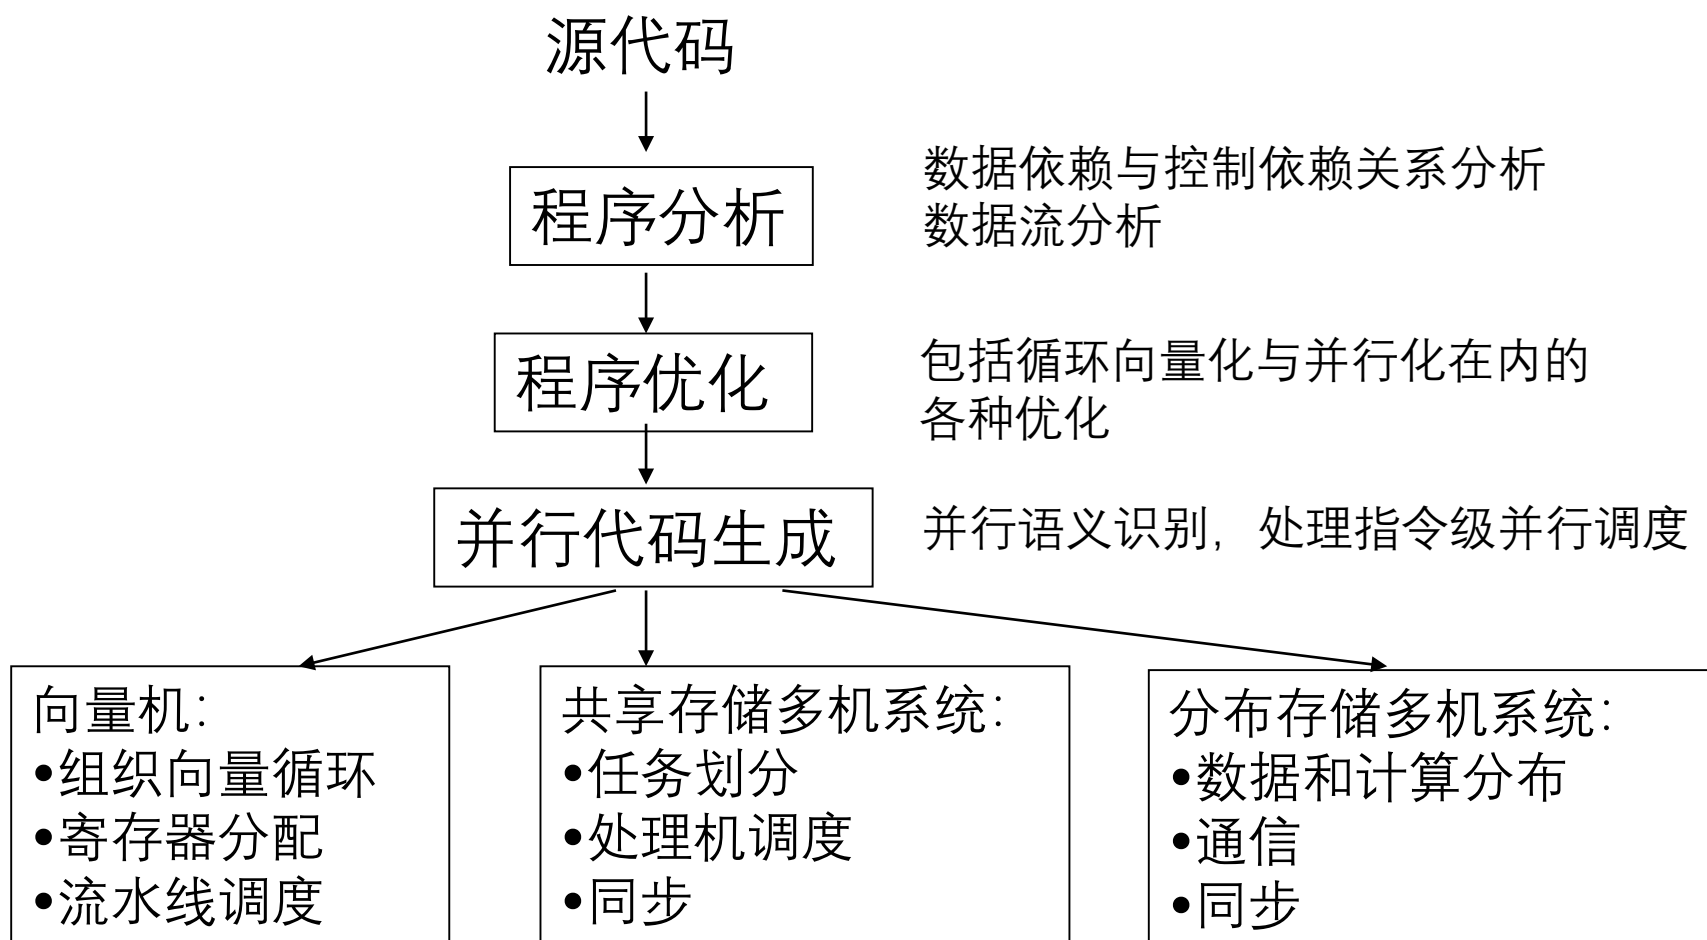 源代码
程序分析
数据依赖与控制依赖关系分析
数据流分析
程序优化
包括循环向量化与并行化在内的
各种优化
并行代码生成
并行语义识别，处理指令级并行调度
向量机：
•组织向量循环
•寄存器分配
•流水线调度
共享存储多机系统：
•任务划分
•处理机调度
•同步
分布存储多机系统：
•数据和计算分布
•通信
•同步